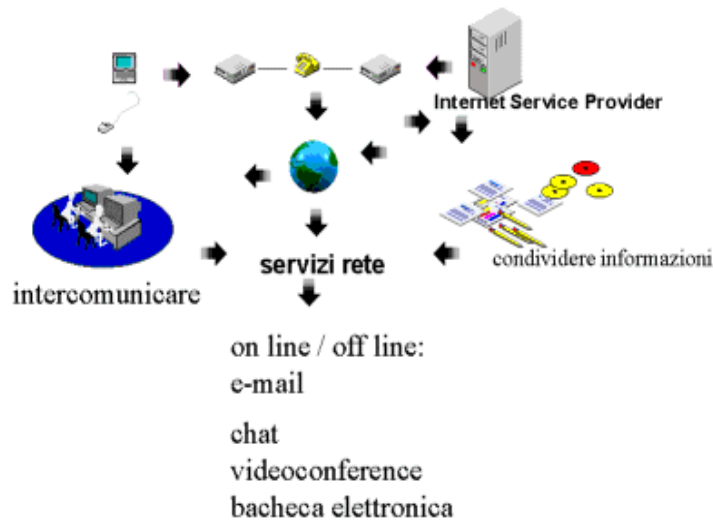 Internet Service Provider
condividere informazioni
servizi rete
intercomunicare
on line / off line:
e-mail
chat
videoconference
bacheca elettronica